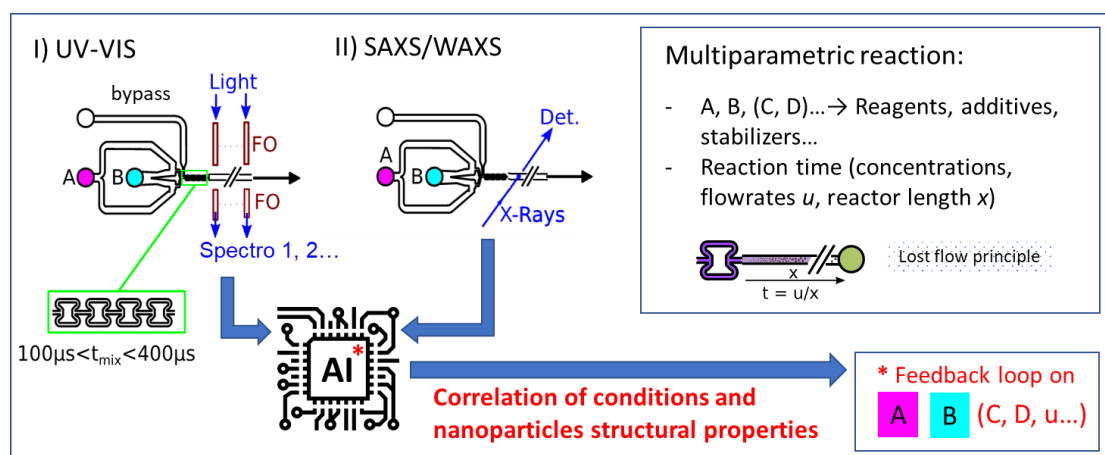 I) UV-VIS
bypass
Light
FO
A
B
FO
Spectro 1, 2...
100µs<tmix<400µs
II) SAXS/WAXS
Det.
A
B
X-Rays
AI*
Correlation of conditions and
nanoparticles structural properties
Multiparametric reaction:
- A, B, (C, D)...→ Reagents, additives,
stabilizers...
- Reaction time (concentrations,
flowrates u, reactor length x)
x
t = u/x
Lost flow principle
* Feedback loop on
A B (C, D, u...)